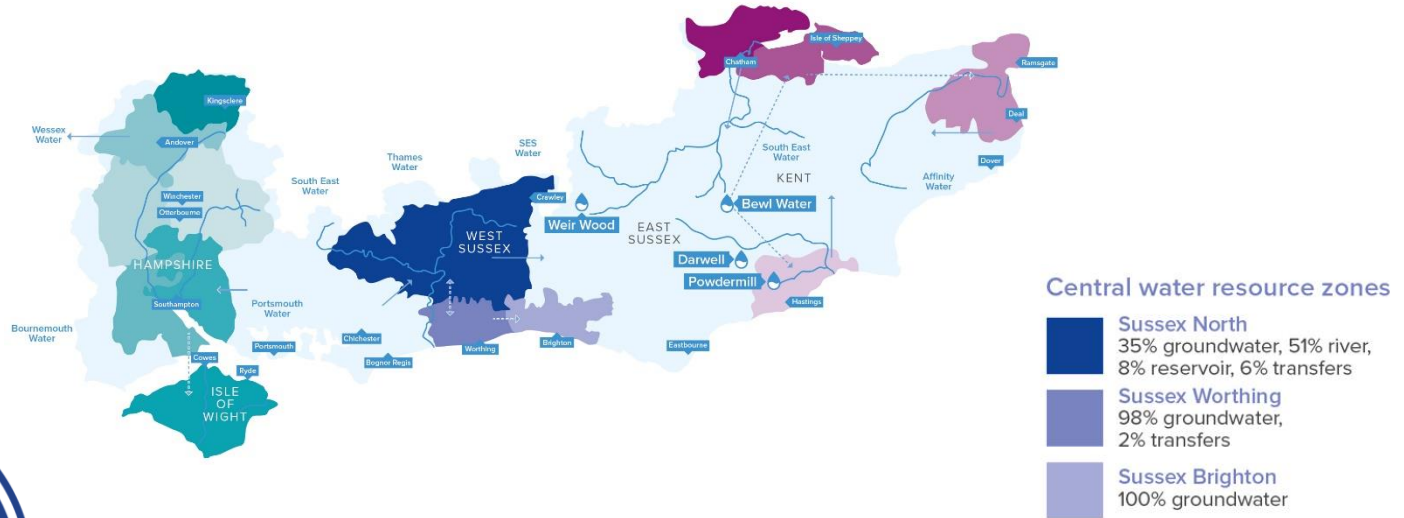 Kingsclere
Wessex
Water
Andover
Winchester
Otterbourne
HAMPSHIRE
Southampton
Bournemouth
Water
Cowes
Ryde
ISLE
OF
WIGHT
Portsmouth
Water
Portsmouth
South East
Water
Thames
Water
SES
Water
Crawley
WEST
SUSSEX
Chichester
Bognor Regis
Worthing
Brighton
Weir Wood
EAST
SUSSEX
Eastbourne
Darwell
Powdermill
Hastings
Bewl Water
KENT
South East
Water
Chatham
Isle of Sheppey
Ramsgate
Deal
Dover
Affinity
Water
Central water resource zones
Sussex North
35% groundwater, 51% river,
8% reservoir, 6% transfers
Sussex Worthing
98% groundwater,
2% transfers
Sussex Brighton
100% groundwater